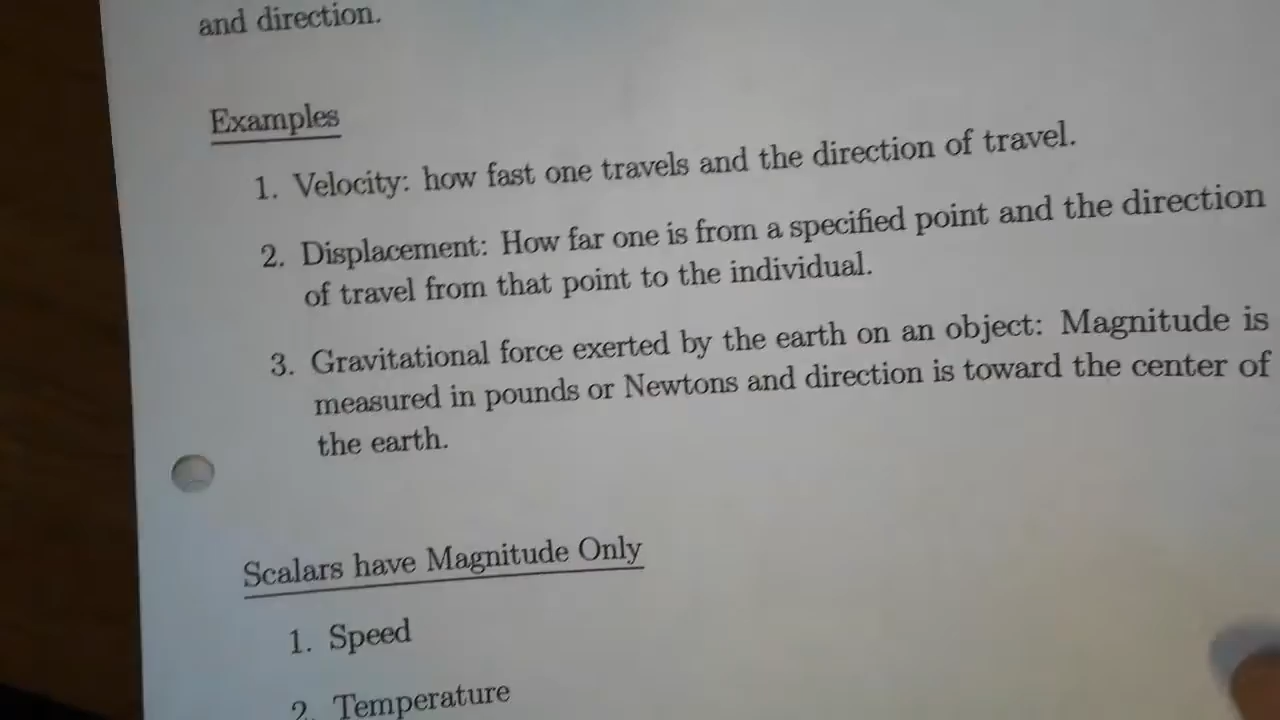 and direction.
Examples
1. Velocity: how fast one travels and the direction of travel.
2. Displacement: How far one is from a specified point and the direction
of travel from that point to the individual.
3. Gravitational force exerted by the earth on an object: Magnitude is
measured in pounds or Newtons and direction is toward the center of
the earth.
Scalars have Magnitude Only
1. Speed
2. Temperature